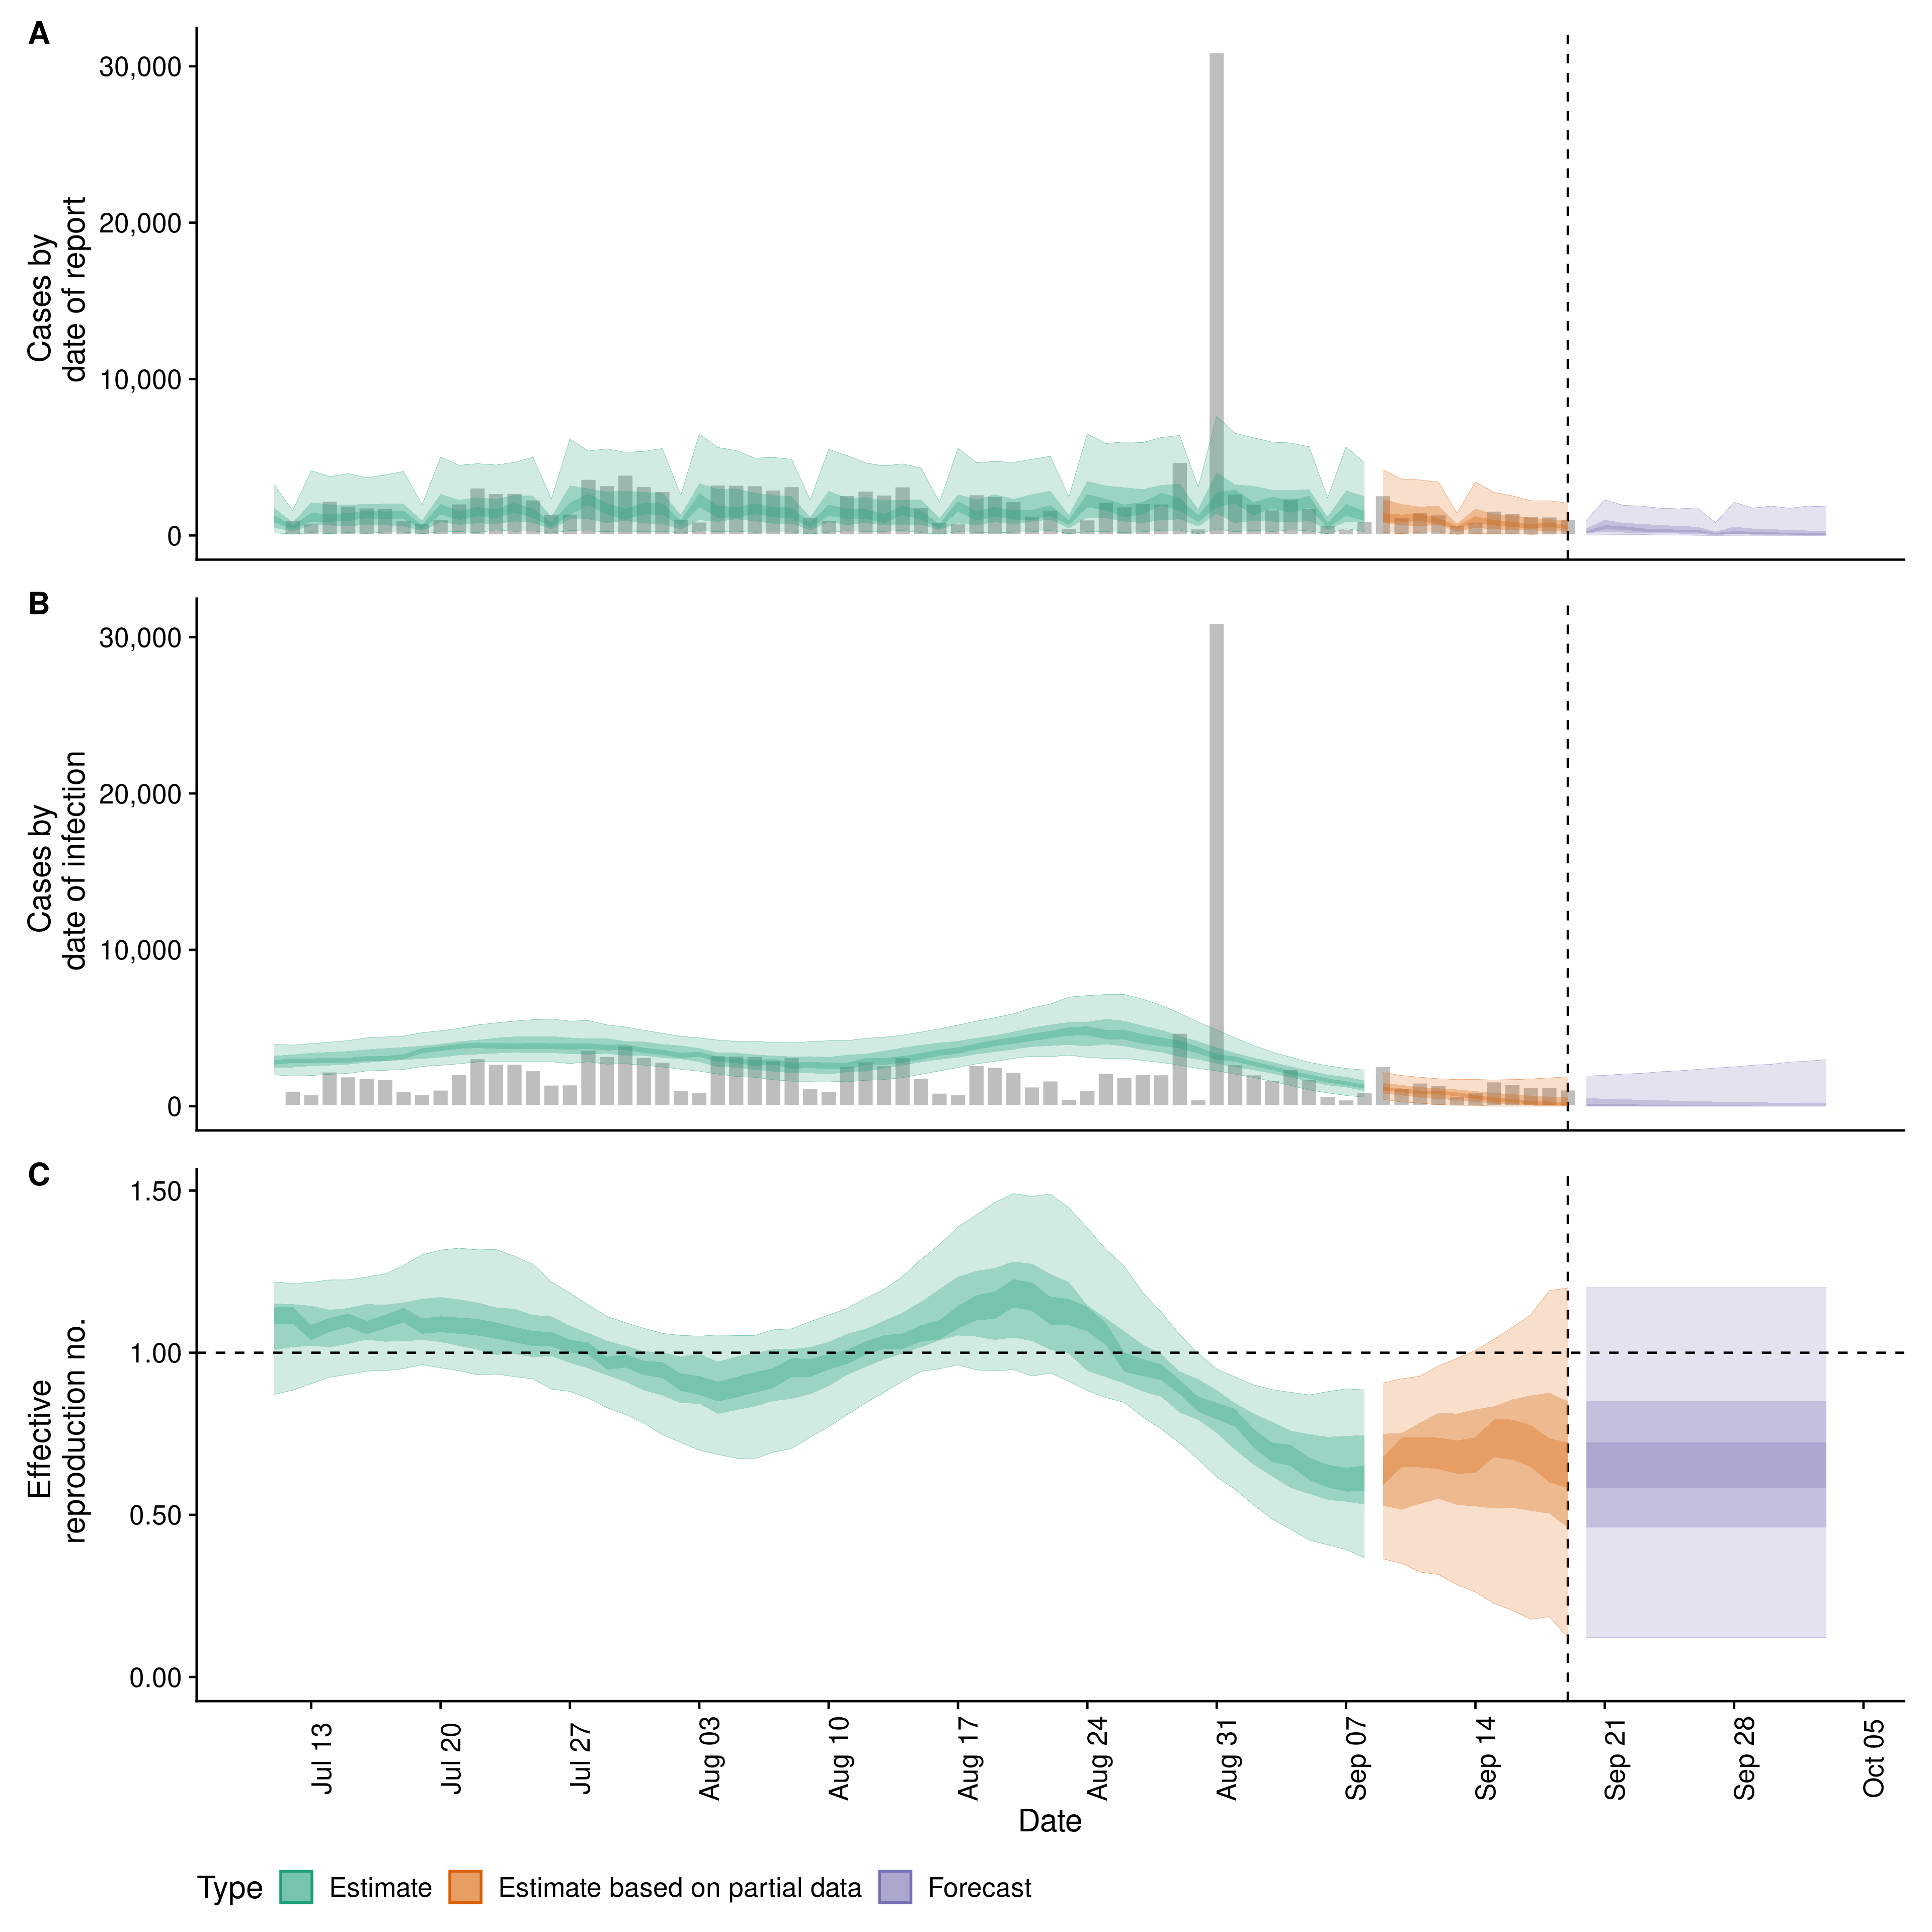 A
30,000
20,000
10,000
0
Cases by
date of report
B
30,000
20,000
10,000
0
Cases by
date of infection
C
1.50
1.00
0.50
0.00
Effective
reproduction no.
Jul 13
Jul 20
Jul 27
Aug 03
Aug 10
Aug 17
Aug 24
Aug 31
Sep 07
Sep 14
Sep 21
Sep 28
Oct 05
Date
Type Estimate Estimate based on partial data Forecast